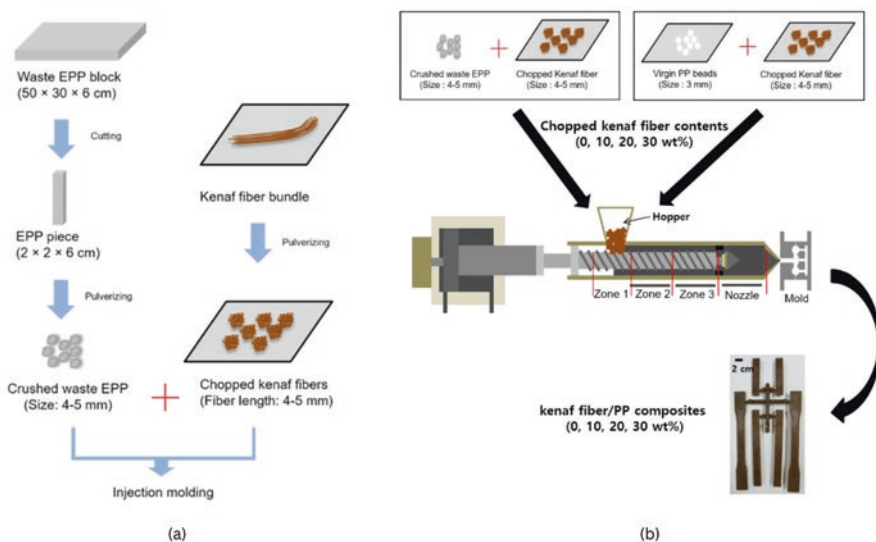 Waste EPP block
(50 × 30 × 6 cm)
Cutting
EPP piece
(2 × 2 × 6 cm)
Pulverizing
Crushed waste EPP
(Size: 4-5 mm)
Kenaf fiber bundle
Pulverizing
Chopped kenaf fibers
(Fiber length: 4-5 mm)
Injection molding
(a)
Crushed waste EPP
(Size : 4-5 mm)
Chopped Kenaf fiber
(Size : 4-5 mm)
Virgin PP beads
(Size : 3 mm)
Chopped Kenaf fiber
(Size : 4-5 mm)
Chopped kenaf fiber contents
(0, 10, 20, 30 wt%)
Hopper
Zone 1
Zone 2
Zone 3
Nozzle
Mold
2 cm
kenaf fiber/PP composites
(0, 10, 20, 30 wt%)
(b)